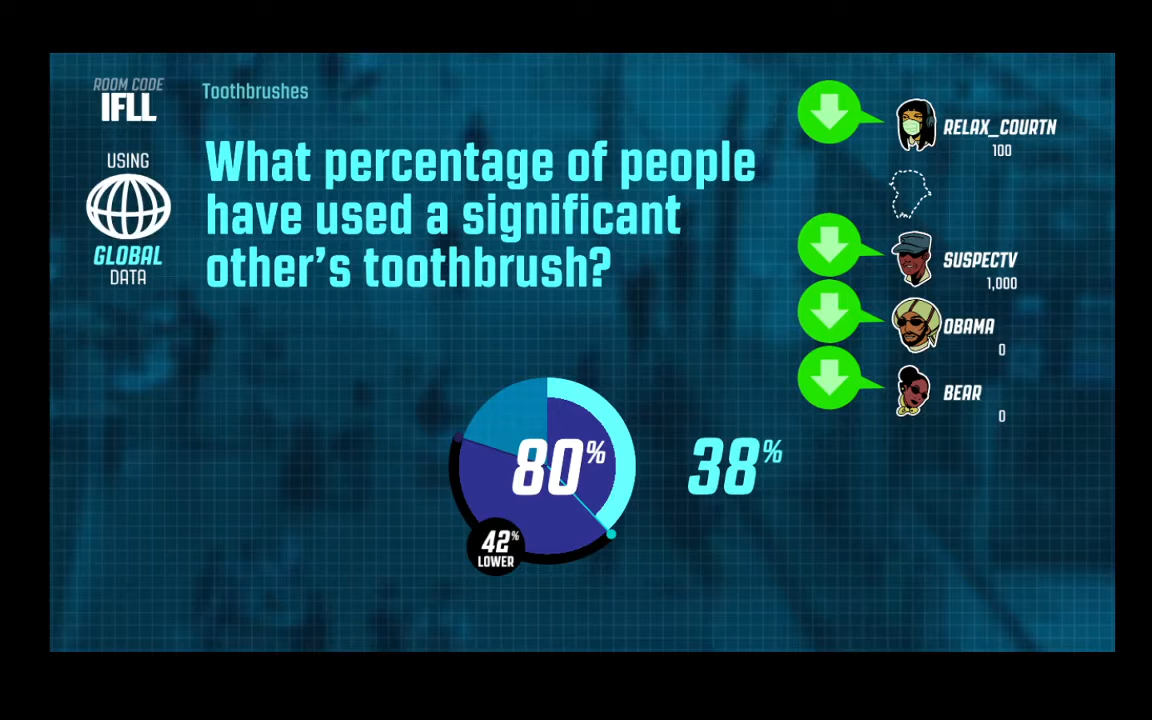 ROOM CODE
IFLL
USING
GLOBAL
DATA
Toothbrushes
What percentage of people
have used a significant
other's toothbrush?
80%
38%
42%
LOWER
RELAX_COURTN
100
SUSPECTV
1,000
OBAMA
0
BEAR
0